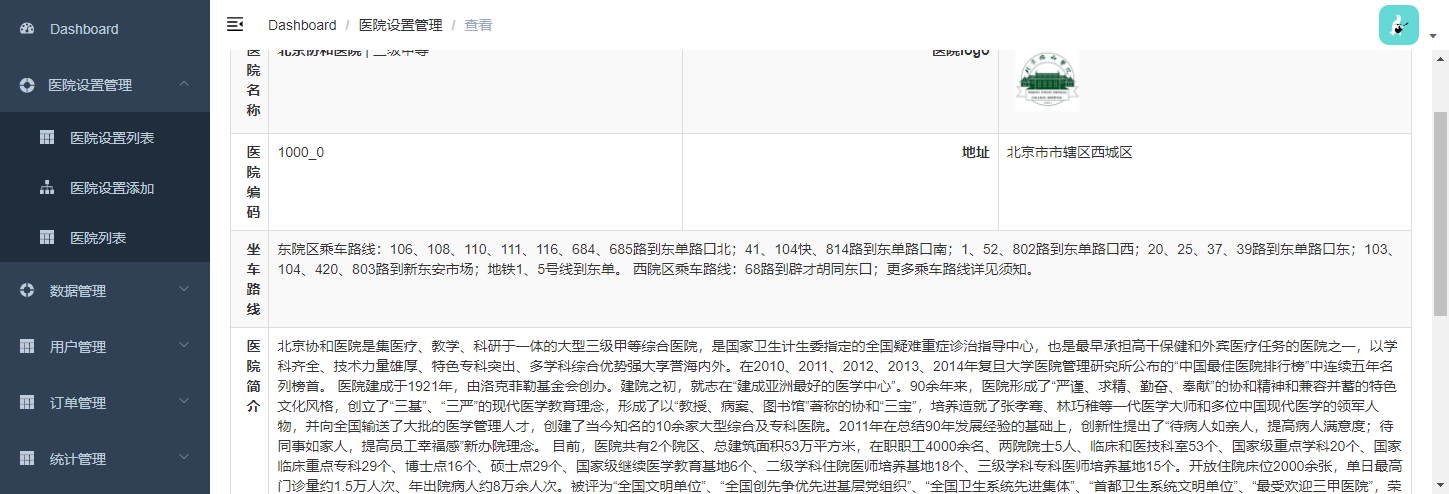 Dashboard
Dashboard / 医院设置管理 / 查看
医院设置管理
医院设置列表
医院设置添加
医院列表
数据管理
用户管理
订单管理
统计管理
医院名称
北京协和医院 | 三级甲等
医院logo
医院编码
1000_0
地址
北京市市辖区西城区
坐车路线
东院区乘车路线：106、108、110、111、116、684、685路到东单路口北；41、104快、814路到东单路口南；1、52、802路到东单路口西；20、25、37、39路到东单路口东；103、
104、420、803路到新东安市场；地铁1、5号线到东单。 西院区乘车路线：68路到辟才胡同东口；更多乘车路线详见须知。
医院简介
北京协和医院是集医疗、教学、科研于一体的大型三级甲等综合医院，是国家卫生计生委指定的全国疑难重症诊治指导中心，也是最早承担高干保健和外宾医疗任务的医院之一，以学
科齐全、技术力量雄厚、特色专科突出、多学科综合优势强大享誉海内外。在2010、2011、2012、2013、2014年复旦大学医院管理研究所公布的“中国最佳医院排行榜”中连续五年名
列榜首。 医院建成于1921年，由洛克菲勒基金会创办。建院之初，就志在“建成亚洲最好的医学中心”。90余年来，医院形成了“严谨、求精、勤奋、奉献”的协和精神和兼容并蓄的特色
文化风格，创立了“三基”、“三严”的现代医学教育理念，形成了以“教授、病案、图书馆”著称的协和“三宝”，培养造就了张孝骞、林巧稚等一代医学大师和多位中国现代医学的领军人
物，并向全国输送了大批的医学管理人才，创建了当今知名的10余家大型综合及专科医院。2011年在总结90年发展经验的基础上，创新性提出了“待病人如亲人，提高病人满意度；待
同事如家人，提高员工幸福感”新办院理念。 目前，医院共有2个院区、总建筑面积53万平方米，在职职工4000余名、两院院士5人、临床和医技科室53个、国家级重点学科20个、国家
临床重点专科29个、博士点16个、硕士点29个、国家级继续医学教育基地6个、二级学科住院医师培养基地18个、三级学科专科医师培养基地15个。开放住院床位2000余张，单日最高
门诊量约1.5万人次、年出院病人约8万余人次。被评为“全国文明单位”、“全国创先争优先进基层党组织”、“全国卫生系统先进集体”、“首都卫生系统文明单位”、“最受欢迎三甲医院”，荣